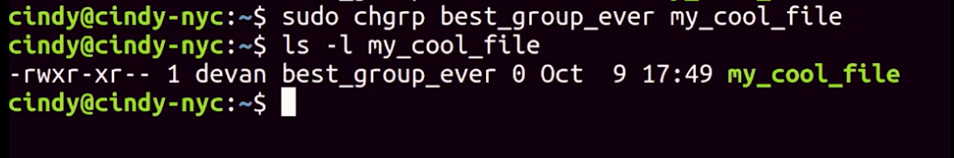 cindy@cindy-nyc:~$ sudo chgrp best_group_ever my_cool_file
cindy@cindy-nyc:~$ ls -l my_cool_file
-rwxr-xr-- 1 devan best_group_ever 0 Oct  9 17:49 my_cool_file
cindy@cindy-nyc:~$